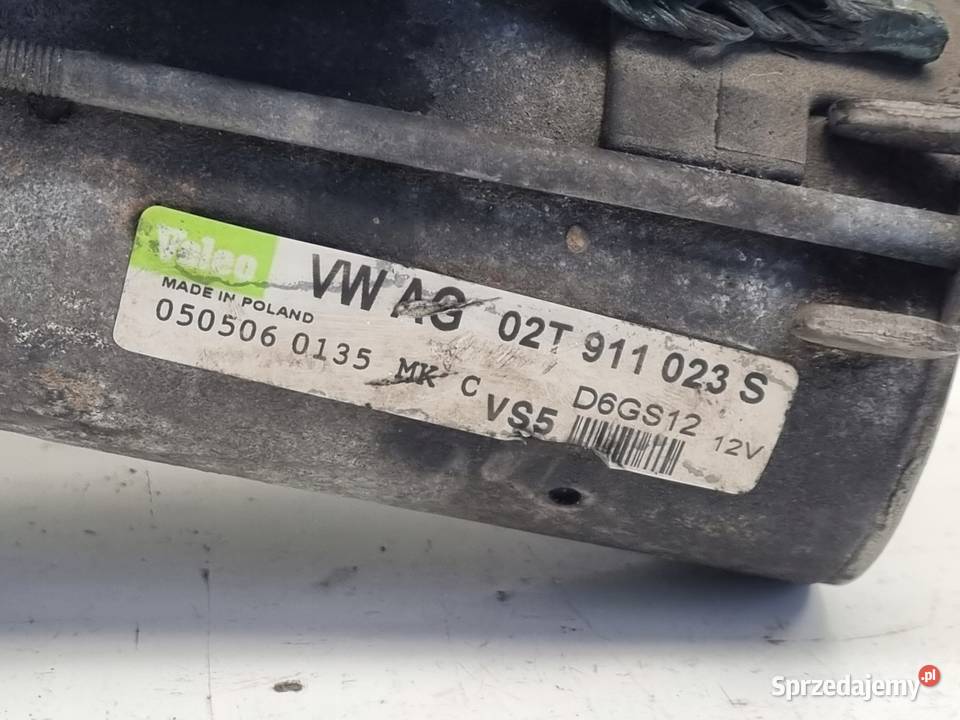 Valeo
VW AG 02T 911 023 S
MADE IN POLAND
050506 0135 MK C
VS5 D6GS12 12V
Sprzedajemy.pl